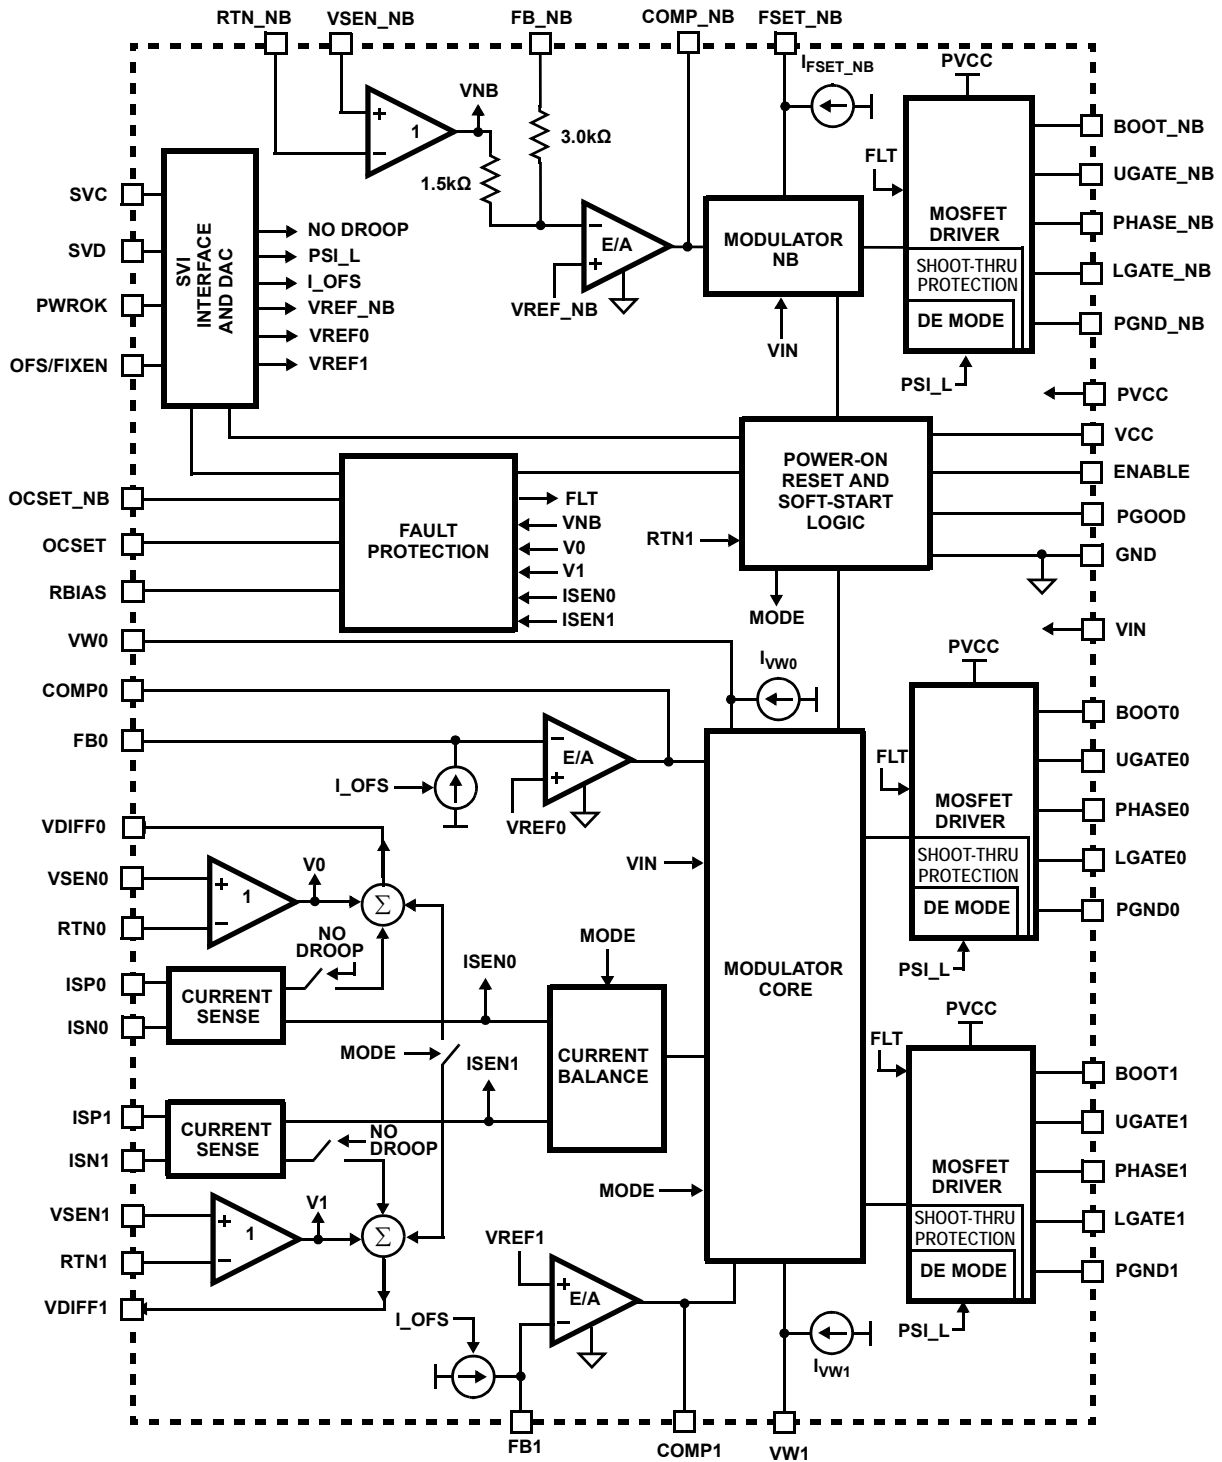 RTN_NB
VSEN_NB
FB_NB
COMP_NB
FSET_NB
IFSET_NB
PVCC
VNB
+
−
1
3.0kΩ
1.5kΩ
FLT
BOOT_NB
UGATE_NB
PHASE_NB
LGATE_NB
PGND_NB
MOSFET
DRIVER
SHOOT-THRU
PROTECTION
DE MODE
PSI_L
SVC
SVD
PWROK
OFS/FIXEN
SVI
INTERFACE
AND DAC
NO DROOP
PSI_L
I_OFS
VREF_NB
VREF0
VREF1
−
E/A
+
VREF_NB
MODULATOR
NB
VIN
PVCC
VCC
ENABLE
PGOOD
GND
VIN
POWER-ON
RESET AND
SOFT-START
LOGIC
RTN1
MODE
OCSET_NB
OCSET
RBIAS
FAULT
PROTECTION
FLT
VNB
V0
V1
ISEN0
ISEN1
VW0
COMP0
FB0
IVW0
−
E/A
+
I_OFS
VREF0
PVCC
FLT
MOSFET
DRIVER
SHOOT-THRU
PROTECTION
DE MODE
PSI_L
BOOT0
UGATE0
PHASE0
LGATE0
PGND0
VDIFF0
VSEN0
RTN0
+
−
1
V0
Σ
NO
DROOP
ISP0
ISN0
CURRENT
SENSE
ISEN0
MODE
VIN
MODULATOR
CORE
CURRENT
BALANCE
MODE
ISEN1
ISP1
ISN1
CURRENT
SENSE
NO
DROOP
MODE
VSEN1
RTN1
VDIFF1
+
−
1
V1
Σ
VREF1
+
E/A
−
I_OFS
IVW1
PVCC
FLT
MOSFET
DRIVER
SHOOT-THRU
PROTECTION
DE MODE
PSI_L
BOOT1
UGATE1
PHASE1
LGATE1
PGND1
FB1
COMP1
VW1